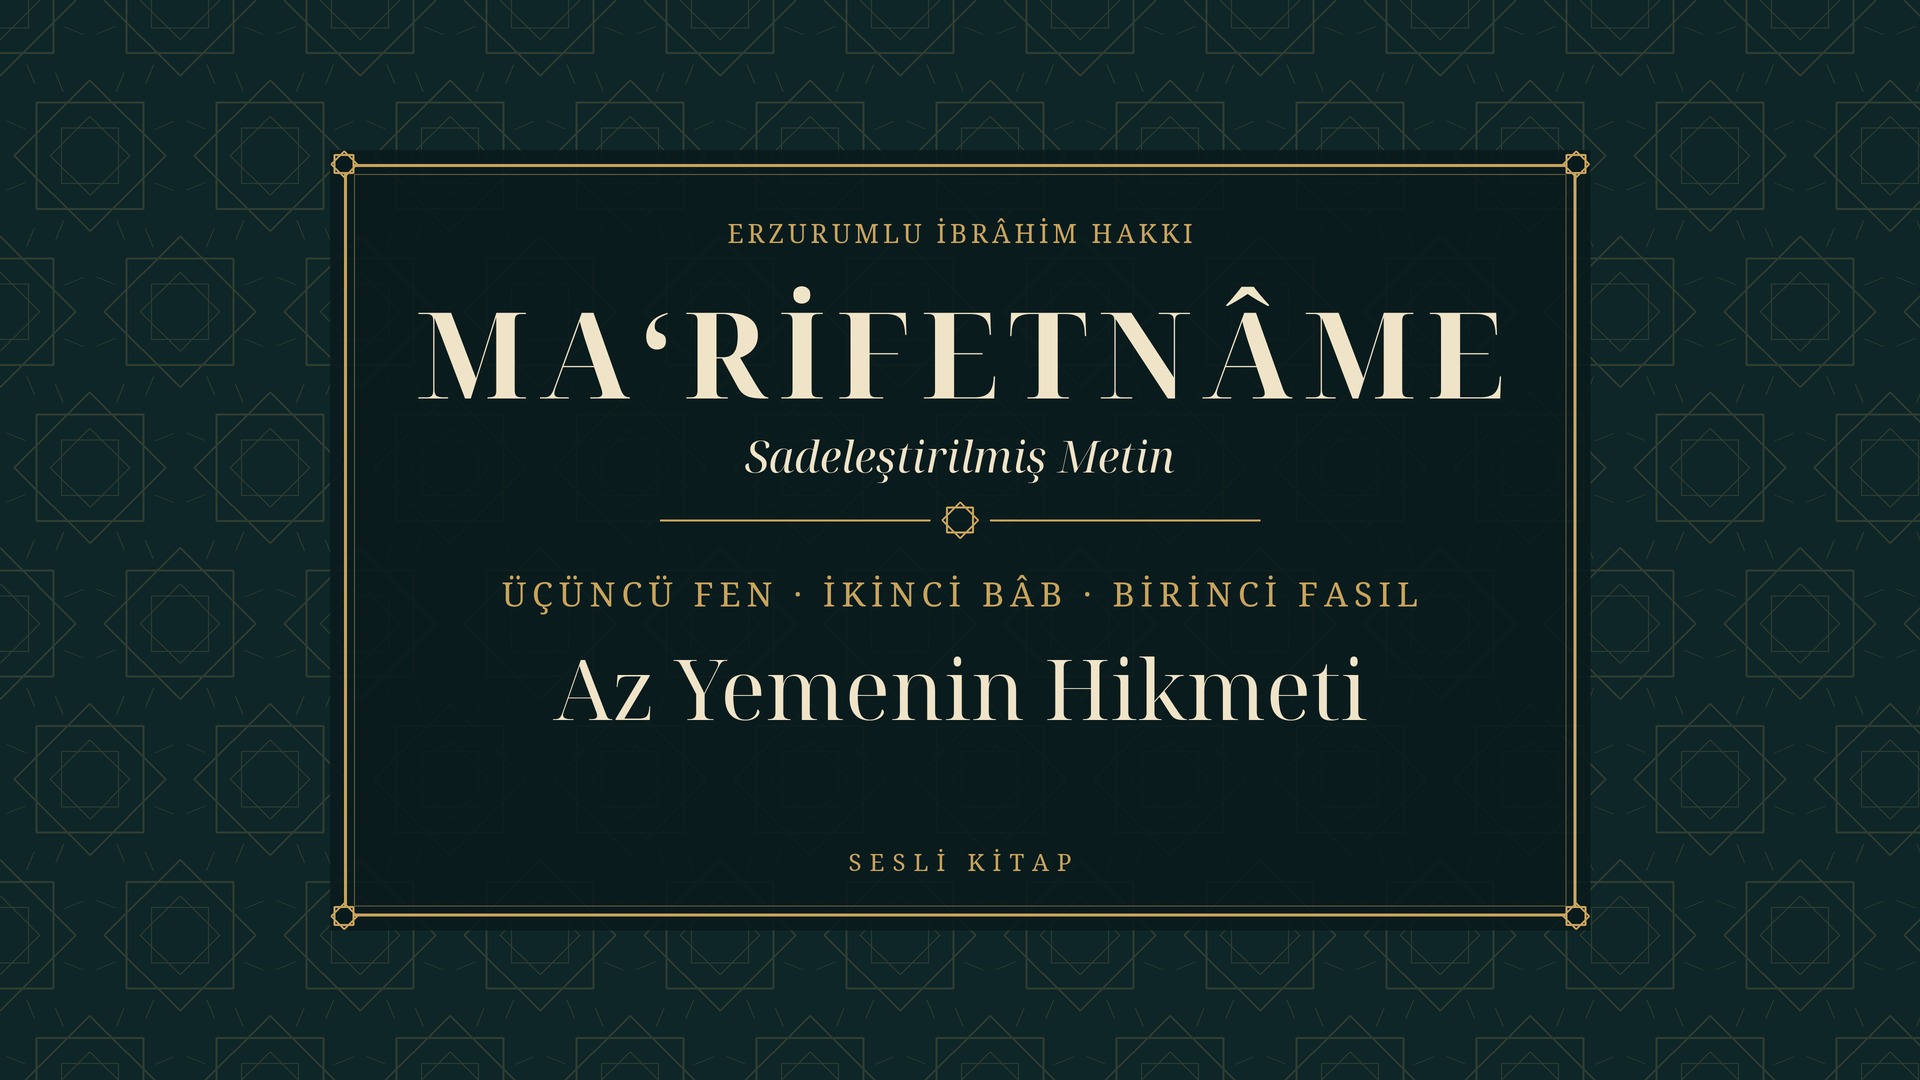 ERZURUMLU İBRÂHİM HAKKI
MA‘RİFETNÂME
Sadeleştirilmiş Metin
ÜÇÜNCÜ FEN · İKİNCİ BÂB · BİRİNCİ FASIL
Az Yemenin Hikmeti
SESLİ KİTAP